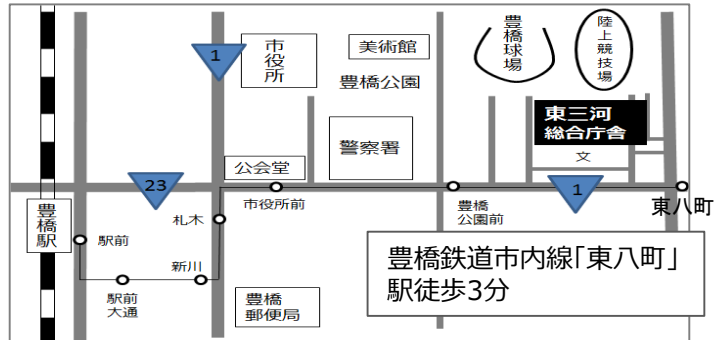 1
市
役
所
美術館
豊橋公園
豊
橋
球
場
陸
上
競
技
場
東三河
総合庁舎
文
警察署
公会堂
23
1
市役所前
豊橋
公園前
東八町
豊
橋
駅
札木
駅前
新川
駅前
大通
豊橋
郵便局
豊橋鉄道市内線｢東八町｣
駅徒歩3分